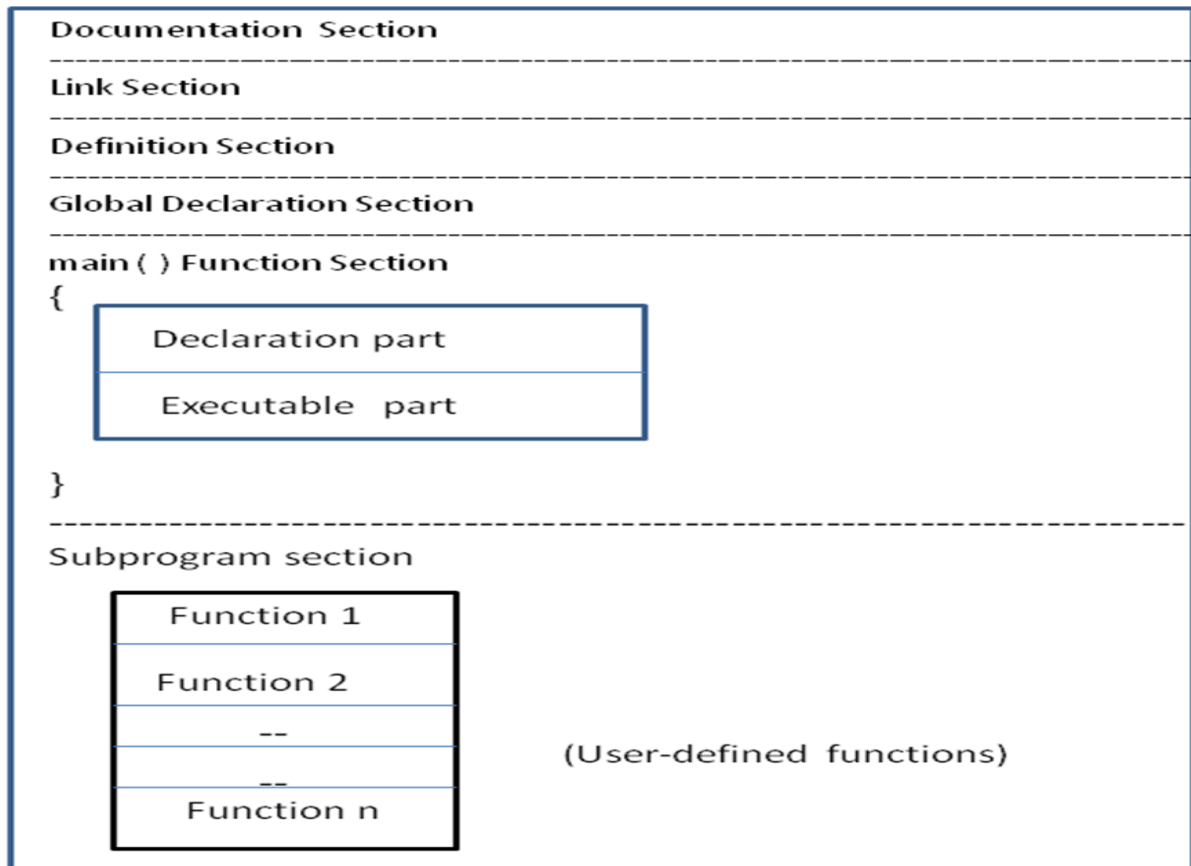 Documentation Section
--------------------------------------------------------------------------------
Link Section
--------------------------------------------------------------------------------
Definition Section
--------------------------------------------------------------------------------
Global Declaration Section
--------------------------------------------------------------------------------
main ( ) Function Section
{
Declaration part
Executable part
}
--------------------------------------------------------------------------------
Subprogram section
Function 1
Function 2
--
(User-defined functions)
--
Function n